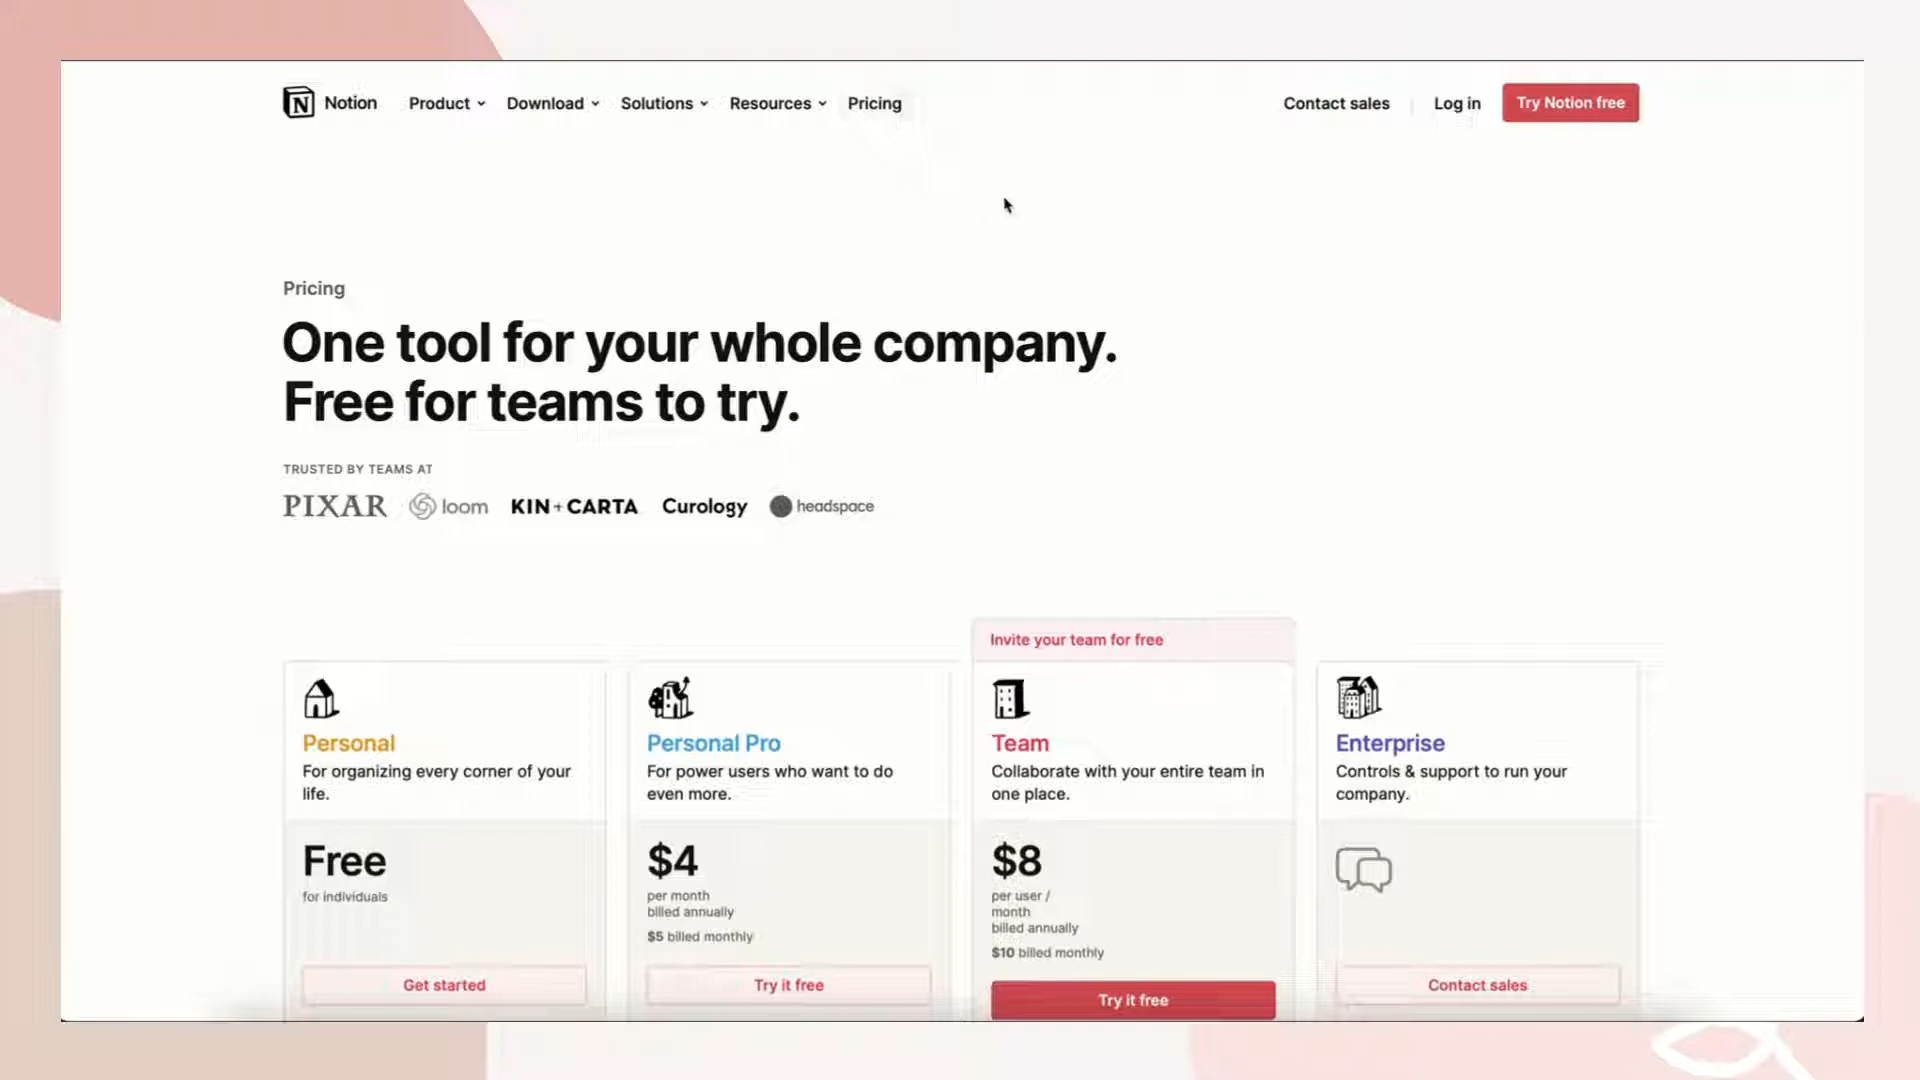 Notion
Product
Download
Solutions
Resources
Pricing
Contact sales
Log in
Try Notion free
Pricing
One tool for your whole company.
Free for teams to try.
TRUSTED BY TEAMS AT
PIXAR
loom
KIN+CARTA
Curology
headspace
Personal
For organizing every corner of your
life.
Free
for individuals
Get started
Personal Pro
For power users who want to do
even more.
$4
per month
billed annually
$5 billed monthly
Try it free
Invite your team for free
Team
Collaborate with your entire team in
one place.
$8
per user /
month
billed annually
$10 billed monthly
Try it free
Enterprise
Controls & support to run your
company.
Contact sales